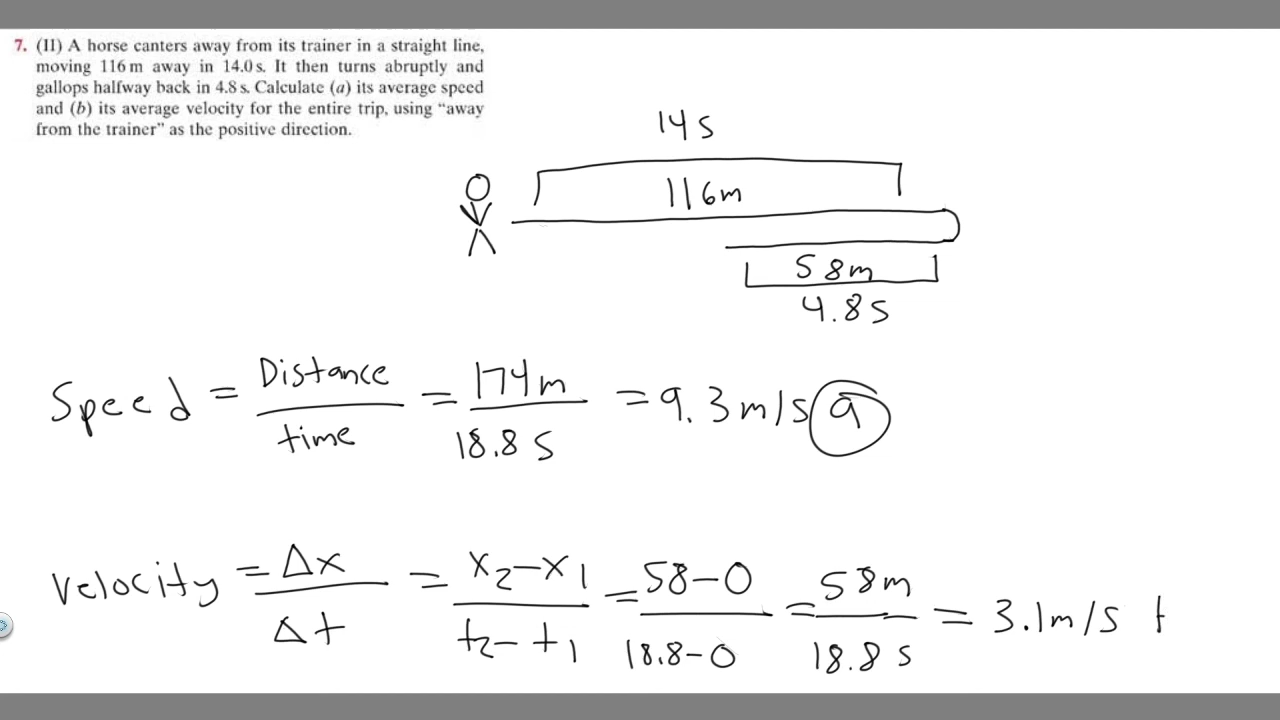 7. (II) A horse canters away from its trainer in a straight line,
moving 116 m away in 14.0 s. It then turns abruptly and
gallops halfway back in 4.8 s. Calculate (a) its average speed
and (b) its average velocity for the entire trip, using “away
from the trainer” as the positive direction.
14 s
116m
58m
4.8s
Speed = Distance / time = 174m / 18.8 s = 9.3 m/s a
Velocity = Δx / Δt = x₂-x₁ / t₂-t₁ = 58-0 / 18.8-0 = 58m / 18.8 s = 3.1m/s